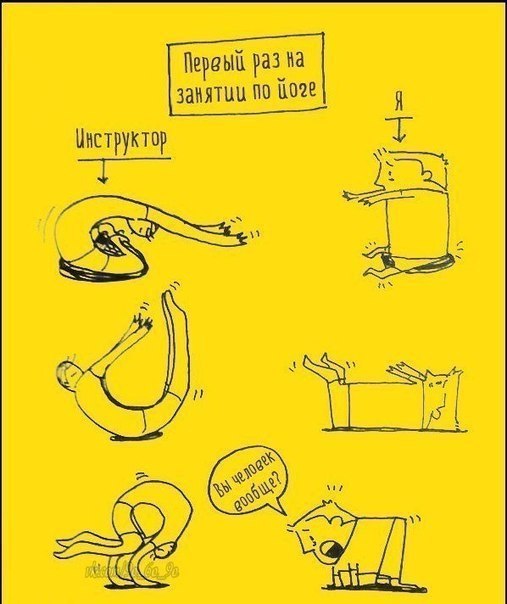 Первый раз на
занятии по йоге
Инструктор
Я
Вы человек
вообще?